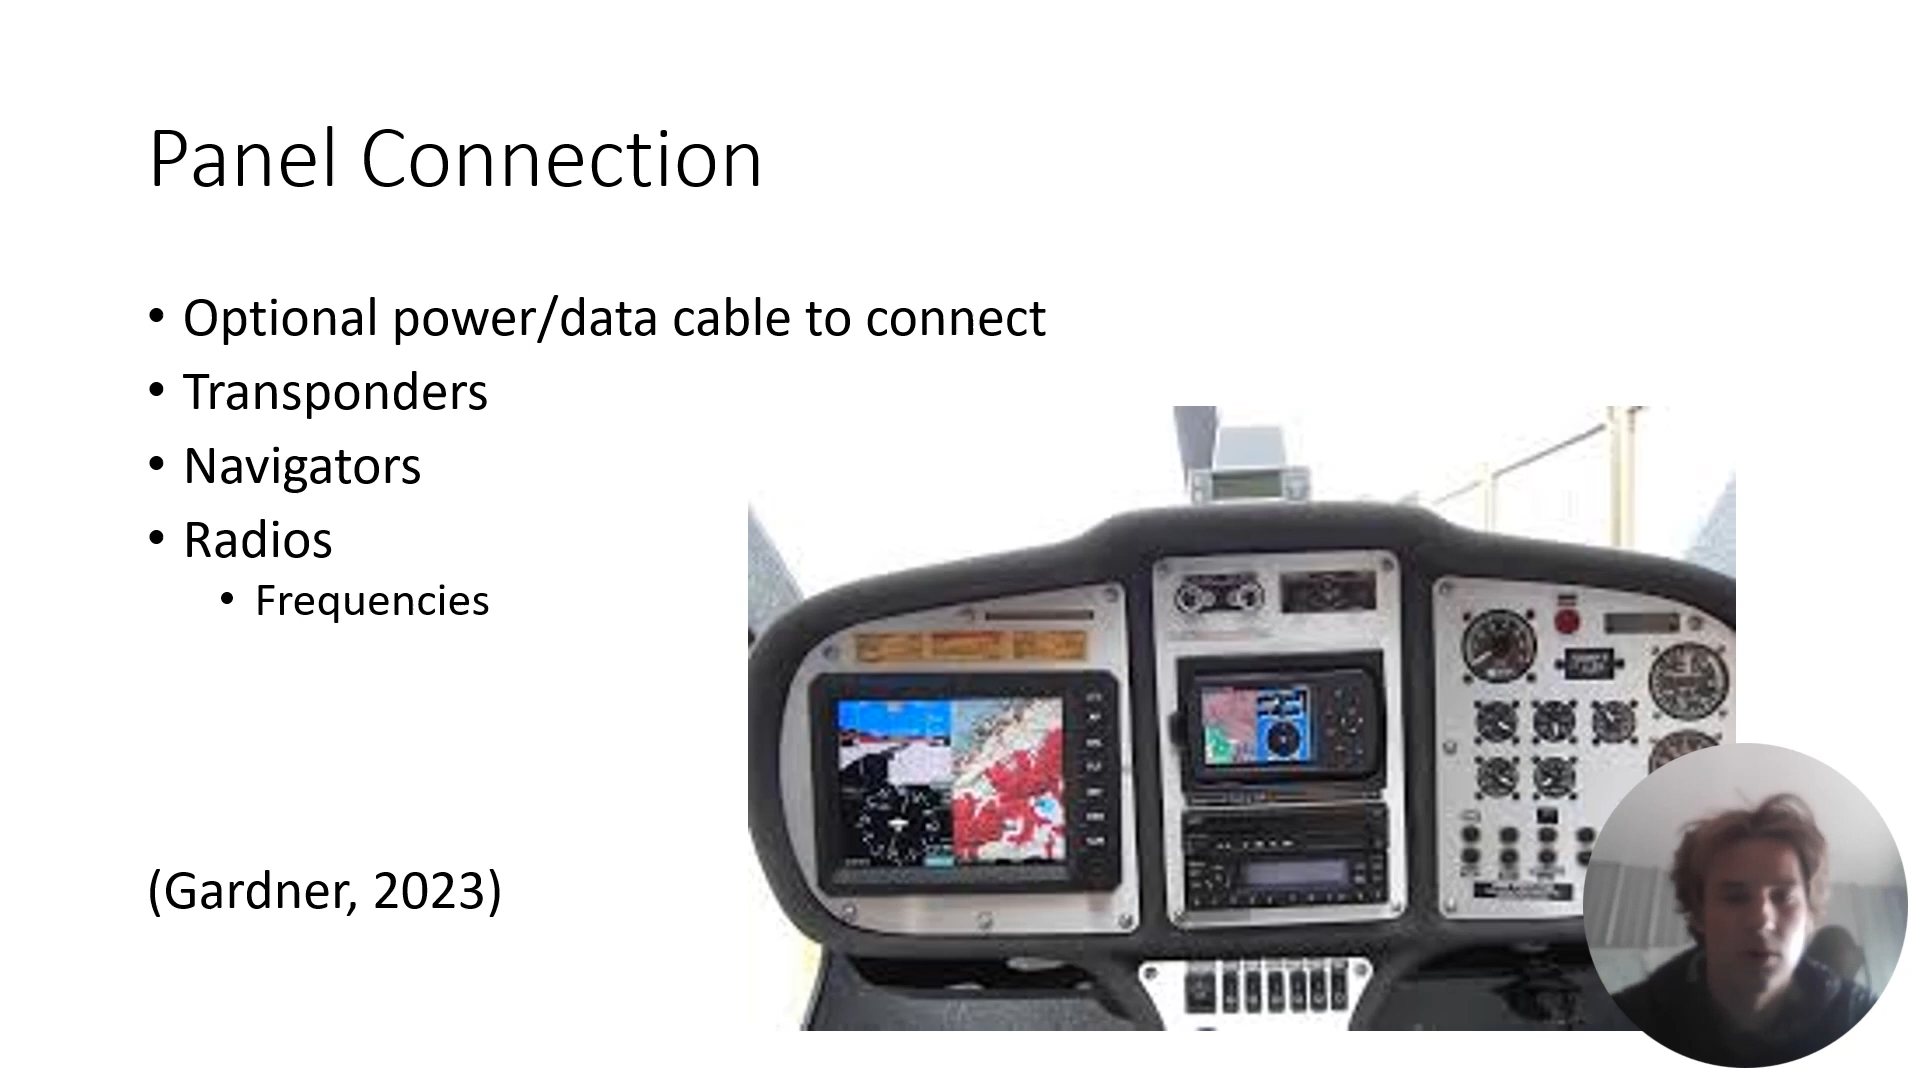 Panel Connection
• Optional power/data cable to connect
• Transponders
• Navigators
• Radios
• Frequencies
(Gardner, 2023)